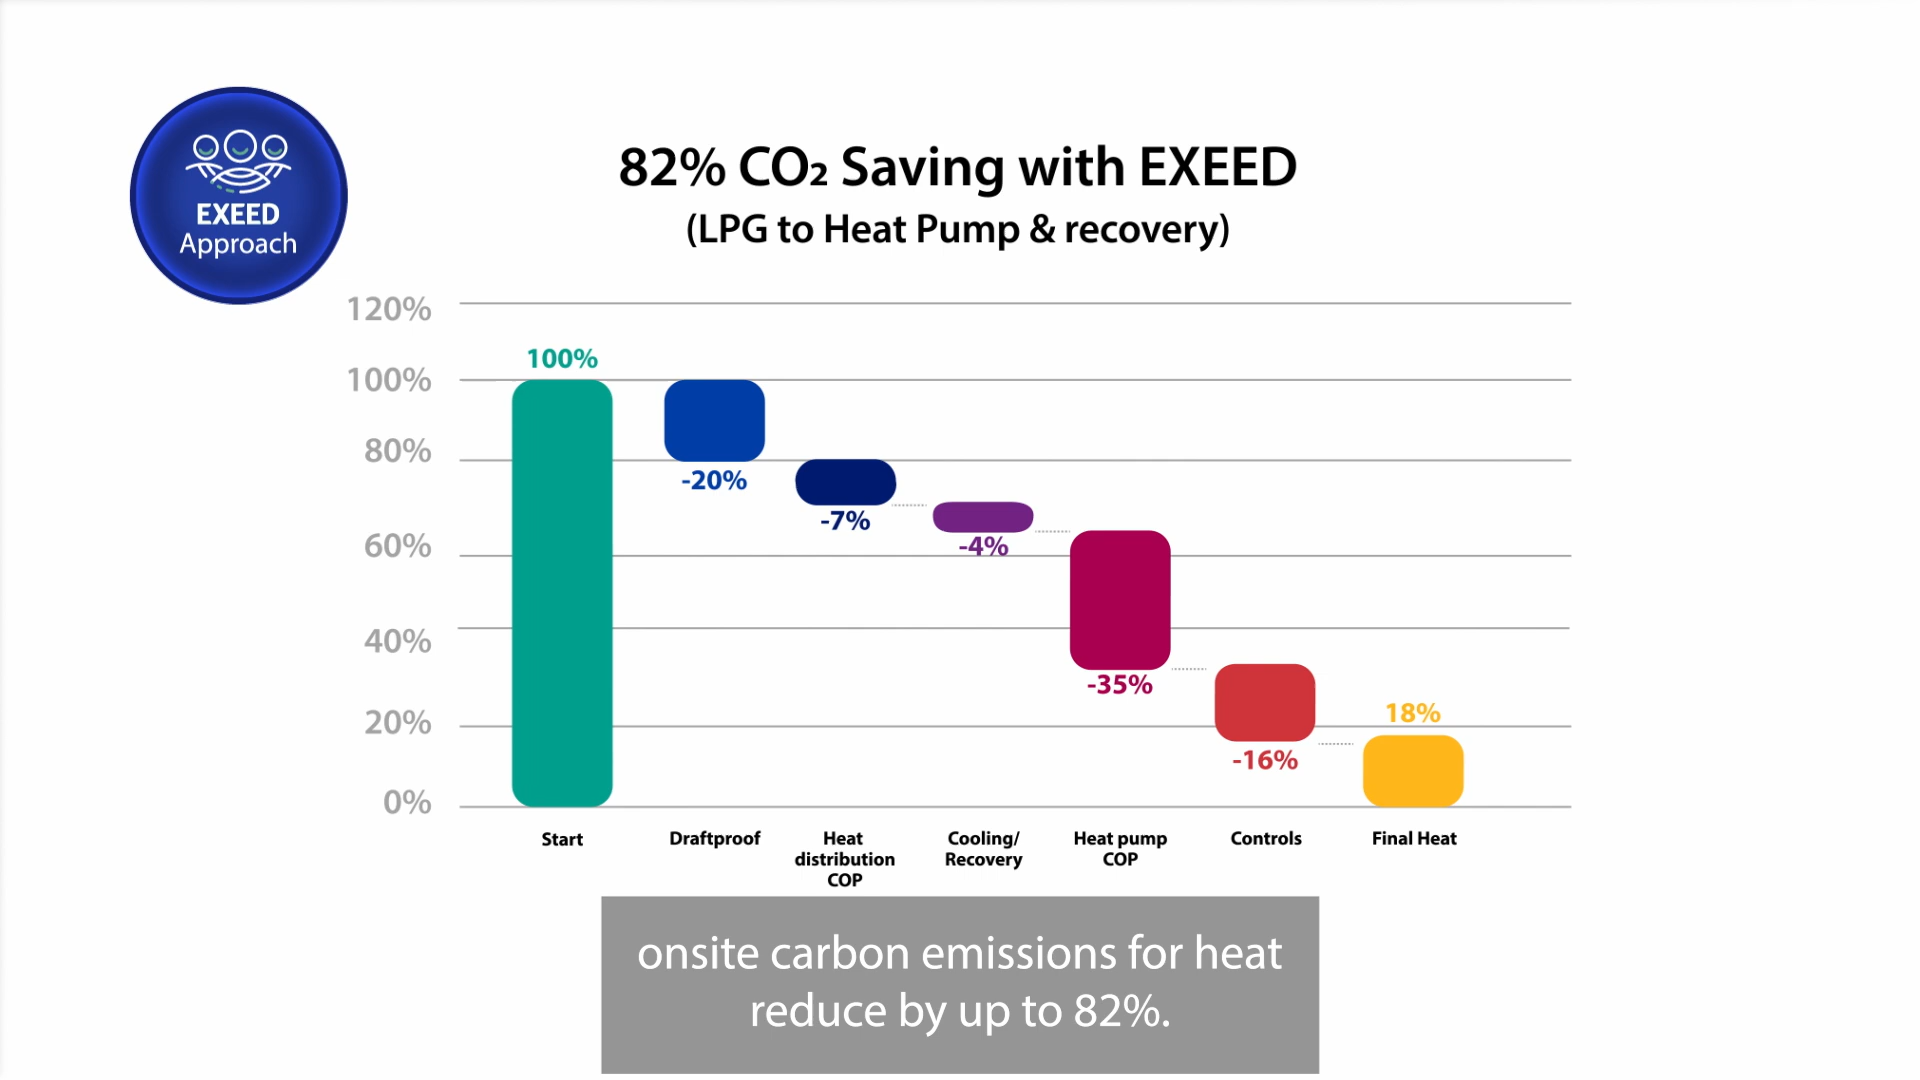 EXEED
Approach
82% CO₂ Saving with EXEED
(LPG to Heat Pump & recovery)
120%
100%
80%
60%
40%
20%
0%
100%
-20%
-7%
-4%
-35%
-16%
18%
Start
Draftproof
Heat
distribution
COP
Cooling/
Recovery
Heat pump
COP
Controls
Final Heat
onsite carbon emissions for heat
reduce by up to 82%.